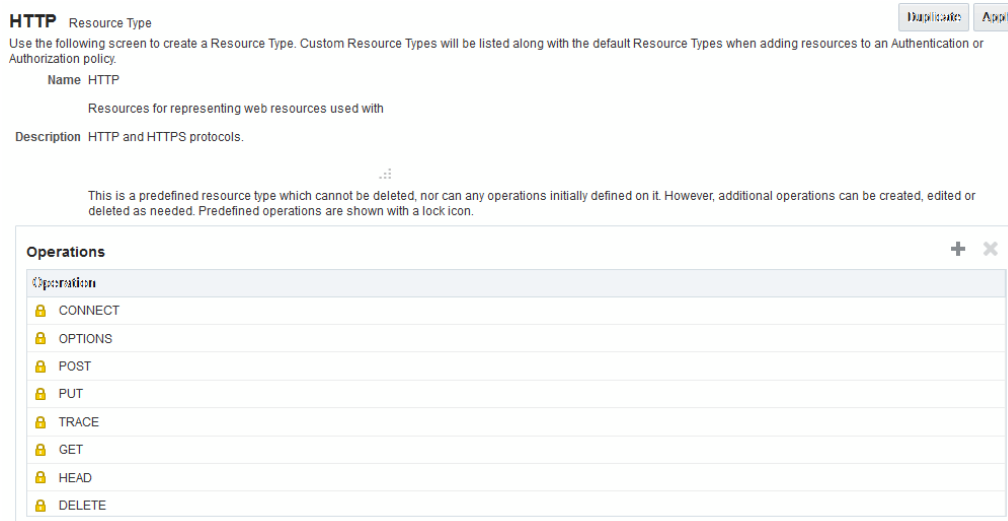 HTTP Resource Type
Duplicate Appl
Use the following screen to create a Resource Type. Custom Resource Types will be listed along with the default Resource Types when adding resources to an Authentication or
Authorization policy.
Name HTTP
Resources for representing web resources used with
Description HTTP and HTTPS protocols.
This is a predefined resource type which cannot be deleted, nor can any operations initially defined on it. However, additional operations can be created, edited or
deleted as needed. Predefined operations are shown with a lock icon.
Operations
Operation
CONNECT
OPTIONS
POST
PUT
TRACE
GET
HEAD
DELETE